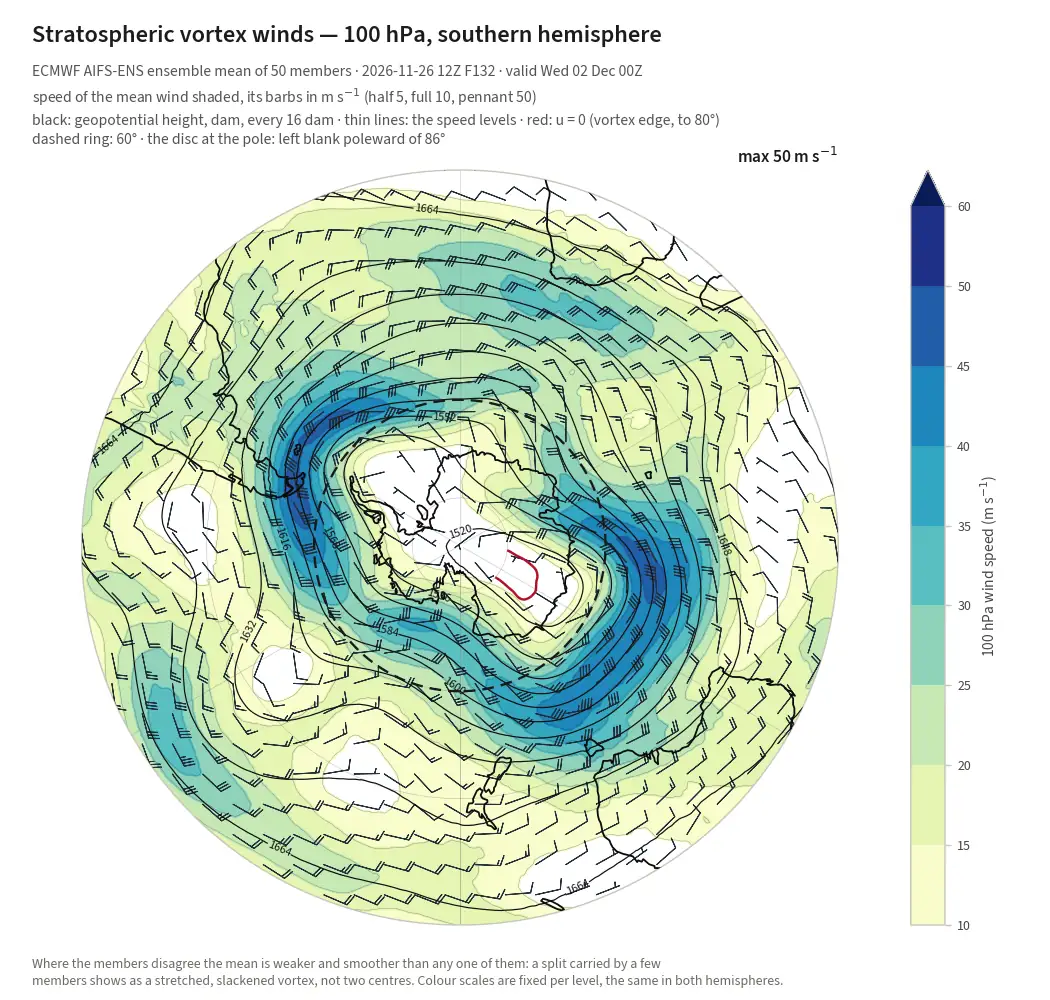 Stratospheric vortex winds — 100 hPa, southern hemisphere
ECMWF AIFS-ENS ensemble mean of 50 members · 2026-11-26 12Z F132 · valid Wed 02 Dec 00Z
speed of the mean wind shaded, its barbs in m s⁻¹ (half 5, full 10, pennant 50)
black: geopotential height, dam, every 16 dam · thin lines: the speed levels · red: u = 0 (vortex edge, to 80°)
dashed ring: 60° · the disc at the pole: left blank poleward of 86°
max 50 m s⁻¹
1664
1664
1592
1616
1520
1648
1584
1632
1600
1664
1664
60
50
45
40
35
30
25
20
15
10
100 hPa wind speed (m s⁻¹)
Where the members disagree the mean is weaker and smoother than any one of them: a split carried by a few
members shows as a stretched, slackened vortex, not two centres. Colour scales are fixed per level, the same in both hemispheres.